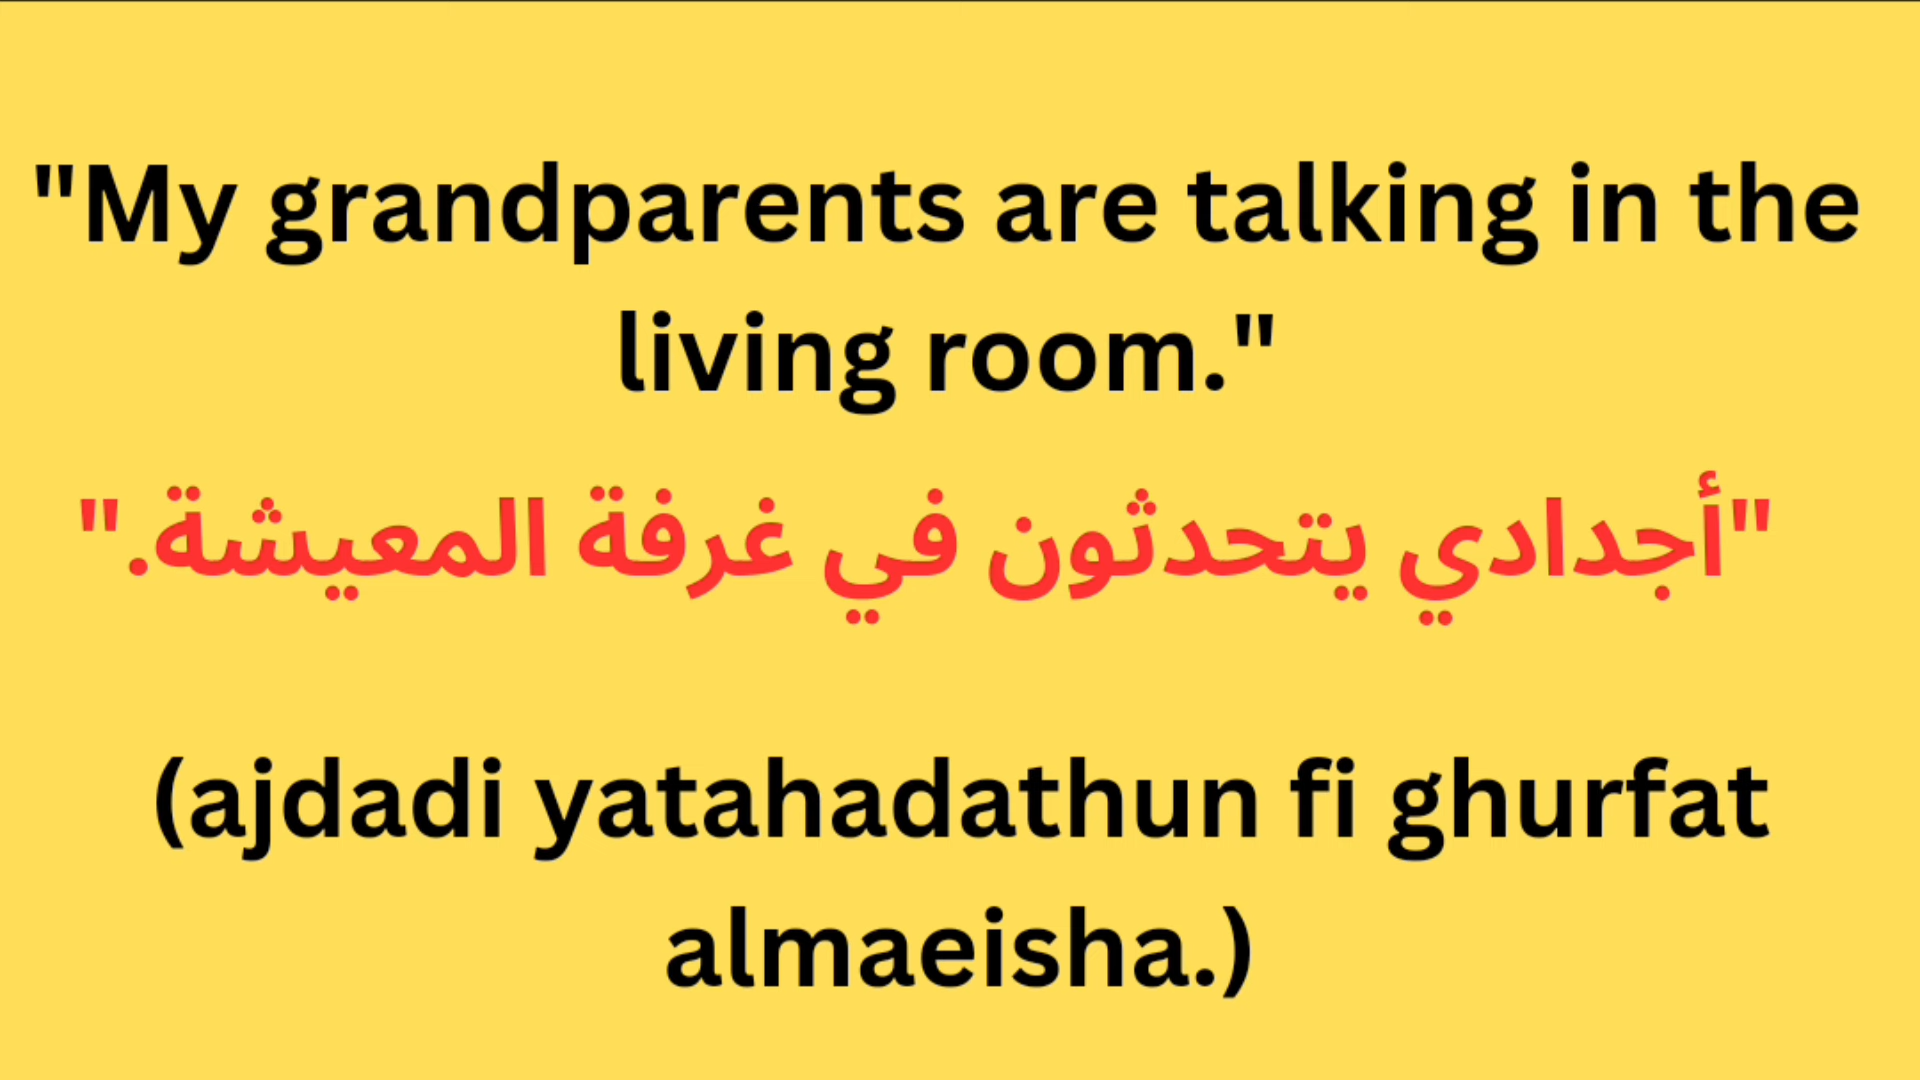 "My grandparents are talking in the
living room."
"أجدادي يتحدثون في غرفة المعيشة."
(ajdadi yatahadathun fi ghurfat
almaeisha.)